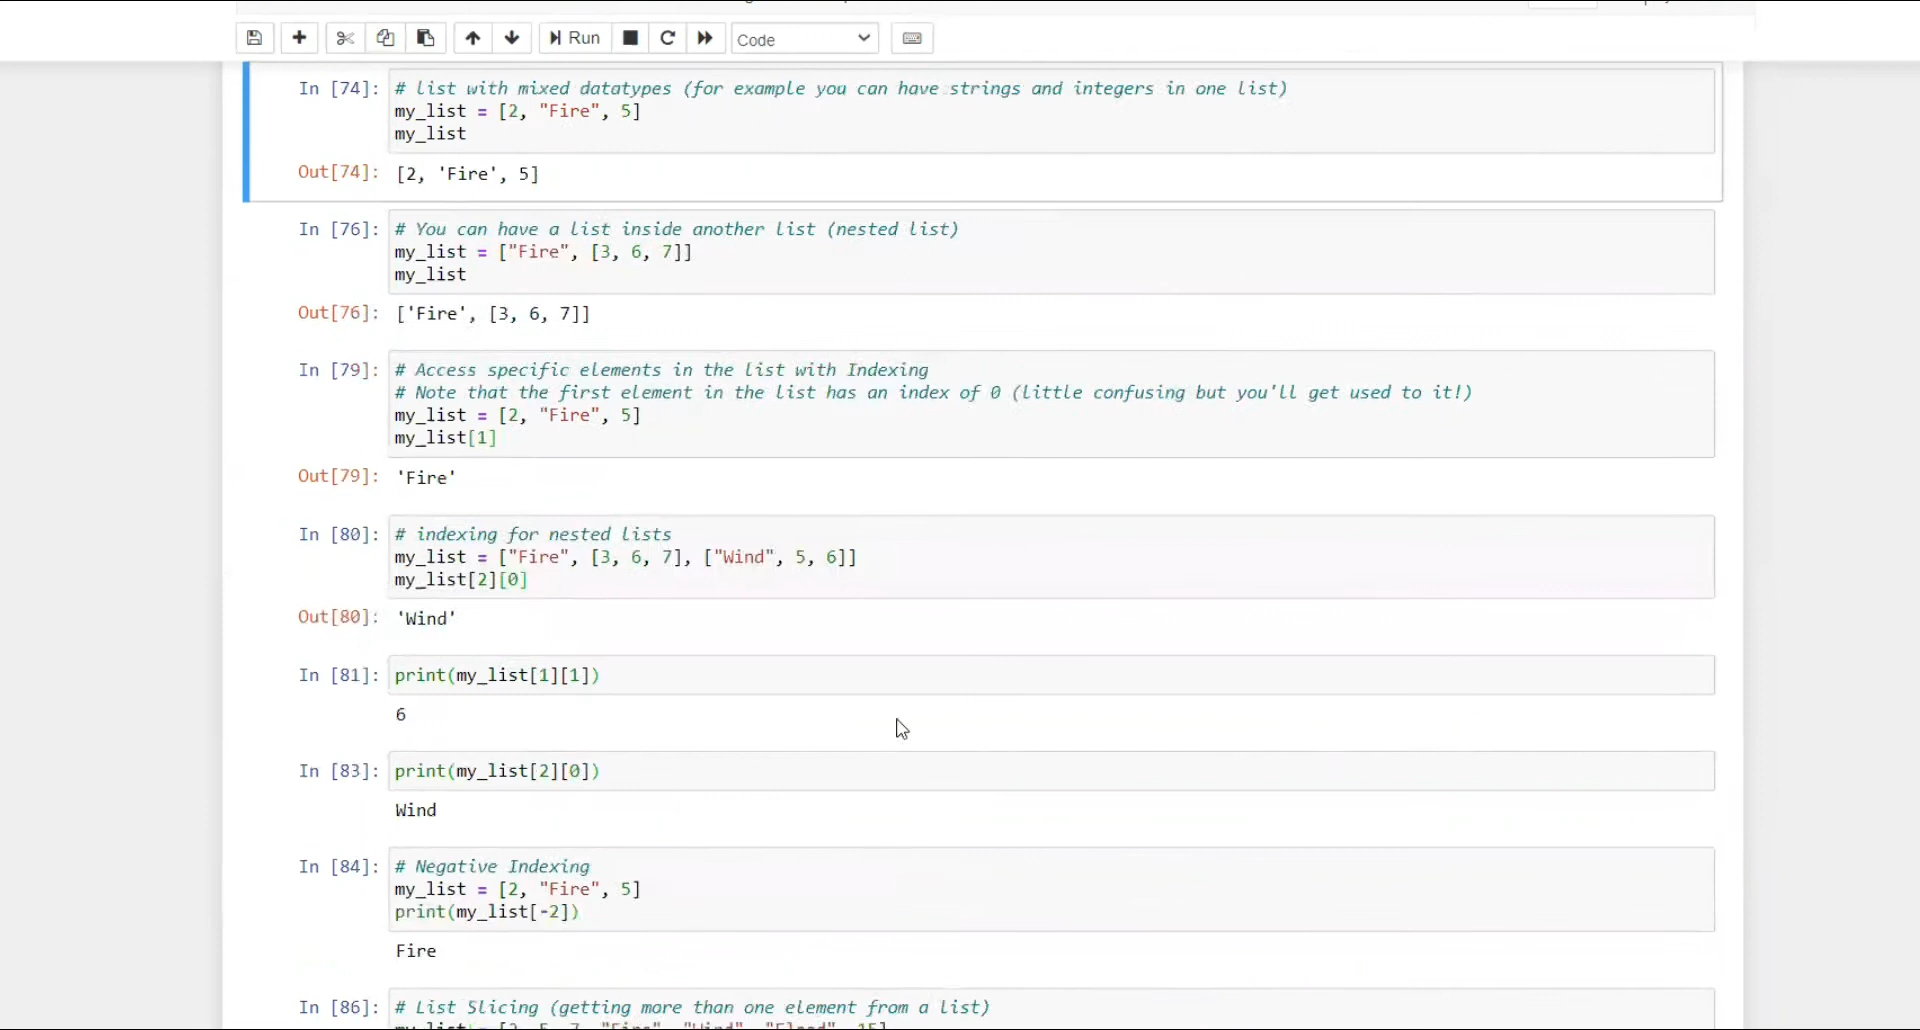 Run
Code
In [74]: # list with mixed datatypes (for example you can have strings and integers in one list)
my_list = [2, "Fire", 5]
my_list
Out[74]: [2, 'Fire', 5]
In [76]: # You can have a list inside another list (nested list)
my_list = ["Fire", [3, 6, 7]]
my_list
Out[76]: ['Fire', [3, 6, 7]]
In [79]: # Access specific elements in the list with Indexing
# Note that the first element in the list has an index of 0 (little confusing but you'll get used to it!)
my_list = [2, "Fire", 5]
my_list[1]
Out[79]: 'Fire'
In [80]: # indexing for nested lists
my_list = ["Fire", [3, 6, 7], ["Wind", 5, 6]]
my_list[2][0]
Out[80]: 'Wind'
In [81]: print(my_list[1][1])
6
In [83]: print(my_list[2][0])
Wind
In [84]: # Negative Indexing
my_list = [2, "Fire", 5]
print(my_list[-2])
Fire
In [86]: # List Slicing (getting more than one element from a list)